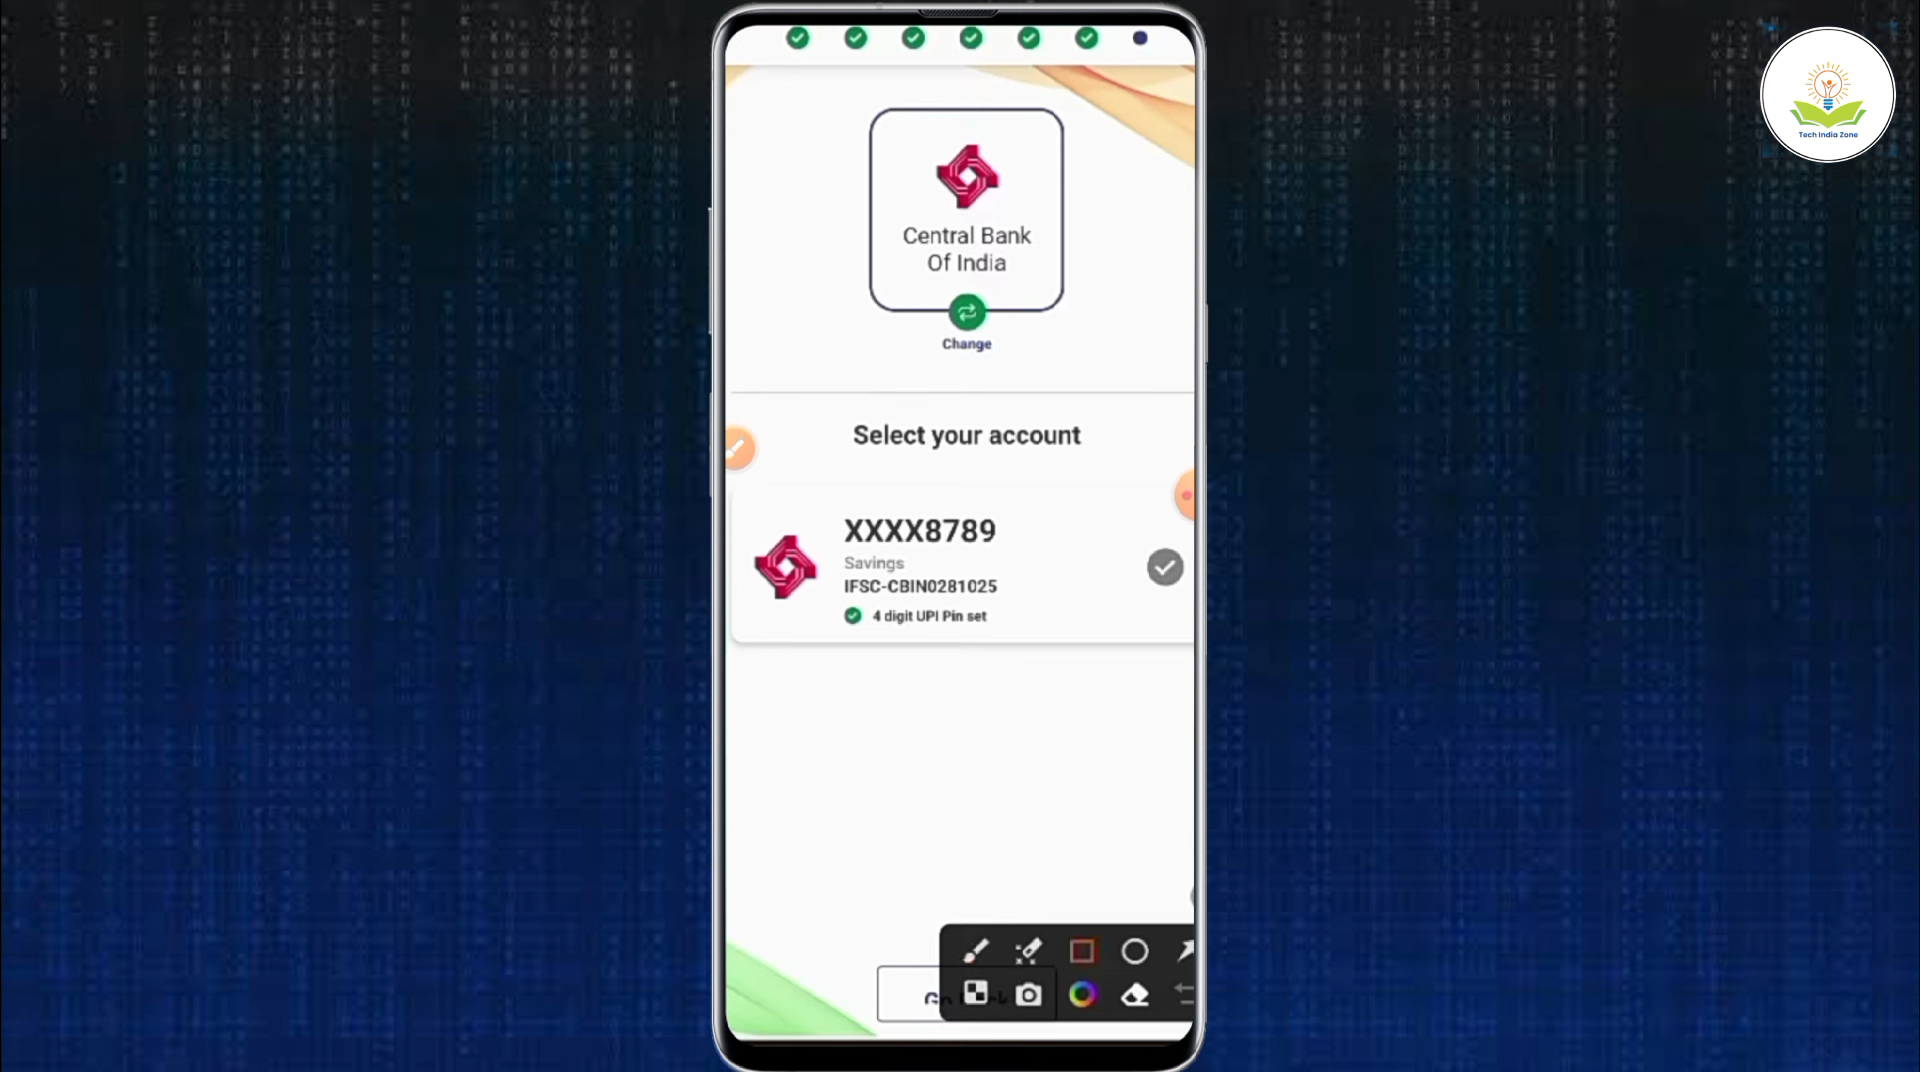 Tech India Zone
Central Bank
Of India
Change
Select your account
XXXX8789
Savings
IFSC-CBIN0281025
4 digit UPI Pin set